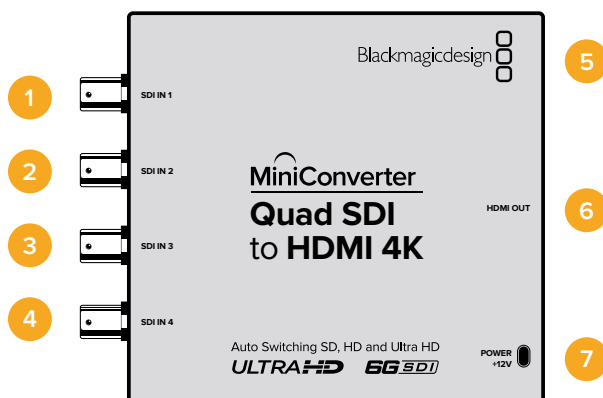 Blackmagicdesign
1
SDI IN 1
5
2
SDI IN 2
MiniConverter
Quad SDI
to HDMI 4K
HDMI OUT
6
3
SDI IN 3
4
SDI IN 4
Auto Switching SD, HD and Ultra HD
ULTRA HD 6G SDI
POWER
+12V
7